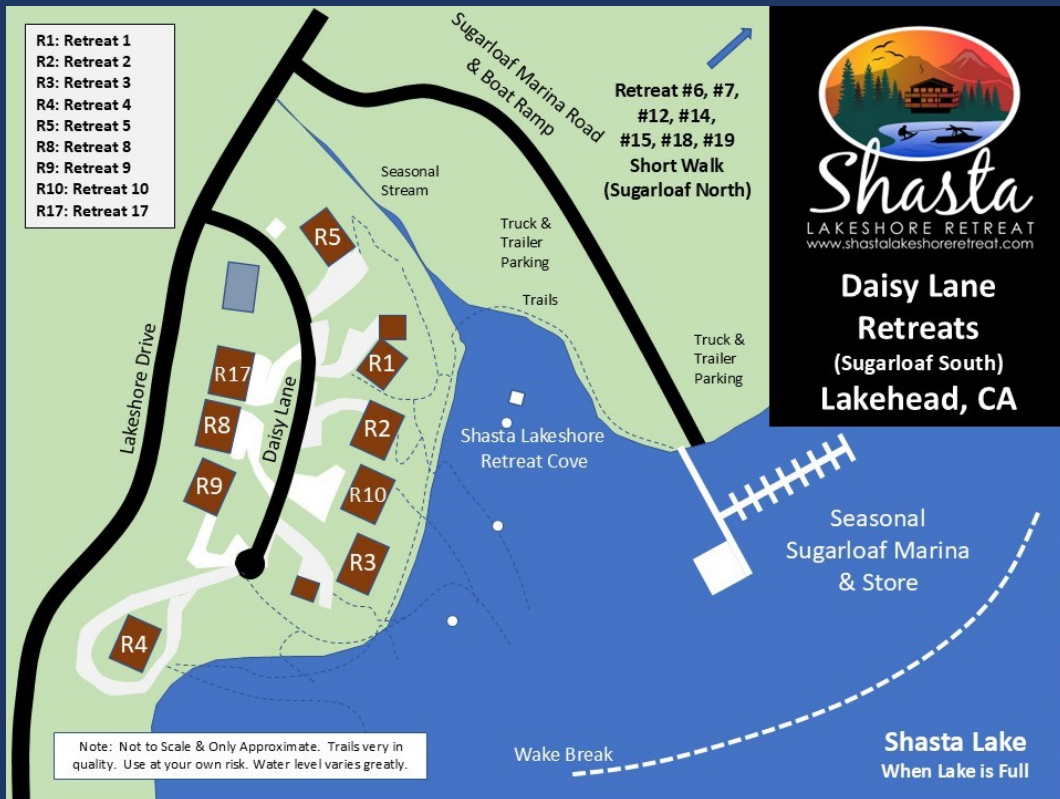 R1: Retreat 1
R2: Retreat 2
R3: Retreat 3
R4: Retreat 4
R5: Retreat 5
R8: Retreat 8
R9: Retreat 9
R10: Retreat 10
R17: Retreat 17
Sugarloaf Marina Road
& Boat Ramp
Retreat #6, #7,
#12, #14,
#15, #18, #19
Short Walk
(Sugarloaf North)
Shasta
LAKESHORE RETREAT
www.shastalakeshoreretreat.com
Daisy Lane
Retreats
(Sugarloaf South)
Lakehead, CA
Seasonal
Stream
Truck &
Trailer
Parking
Trails
Truck &
Trailer
Parking
Lakeshore Drive
Daisy Lane
R5
R1
R17
R8
R2
R9
R10
R3
R4
Shasta Lakeshore
Retreat Cove
Seasonal
Sugarloaf Marina
& Store
Wake Break
Shasta Lake
When Lake is Full
Note: Not to Scale & Only Approximate. Trails very in
quality. Use at your own risk. Water level varies greatly.